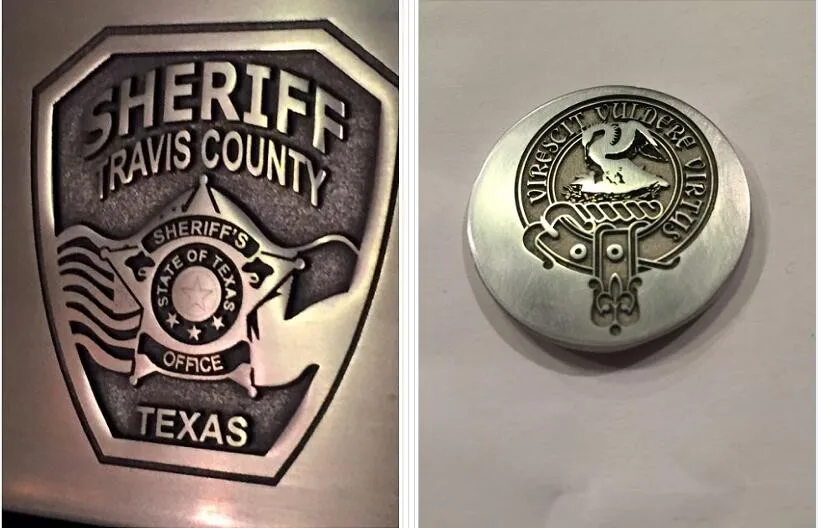 SHERIFF
TRAVIS COUNTY
SHERIFF'S
STATE OF TEXAS
OFFICE
TEXAS
VIRESCIT VULNERE VIRTUS